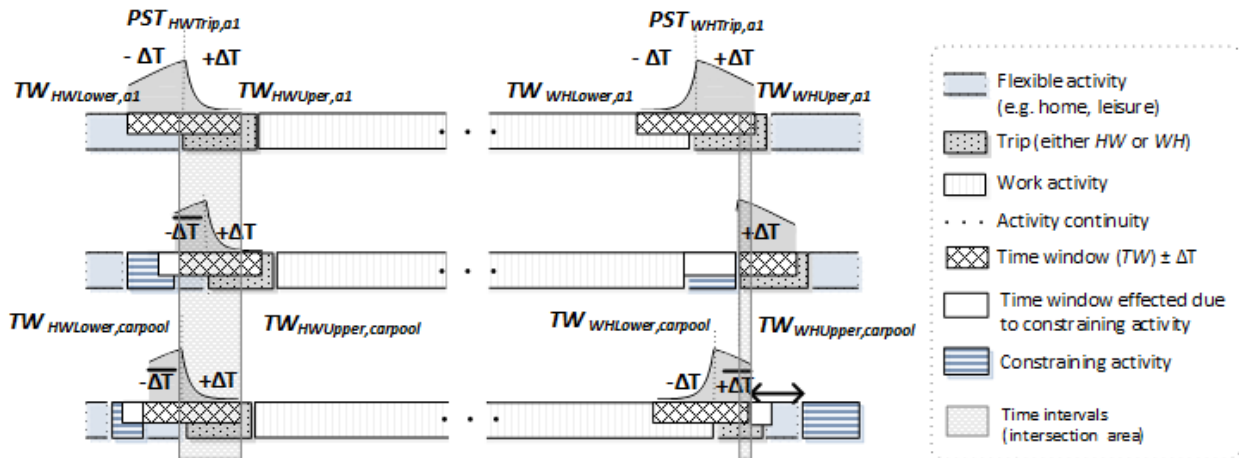 PST HWTrip,a1
PST WHTrip,a1
- ΔT +ΔT
- ΔT +ΔT
TW HWLower,a1
TW HWUper,a1
TW WHLower,a1
TW WHUper,a1
-ΔT +ΔT
+ΔT
TW HWLower,carpool
TW HWUpper,carpool
TW WHLower,carpool
TW WHUpper,carpool
-ΔT +ΔT
-ΔT +ΔT
Flexible activity
(e.g. home, leisure)
Trip (either HW or WH)
Work activity
Activity continuity
Time window (TW) ± ΔT
Time window effected due
to constraining activity
Constraining activity
Time intervals
(intersection area)